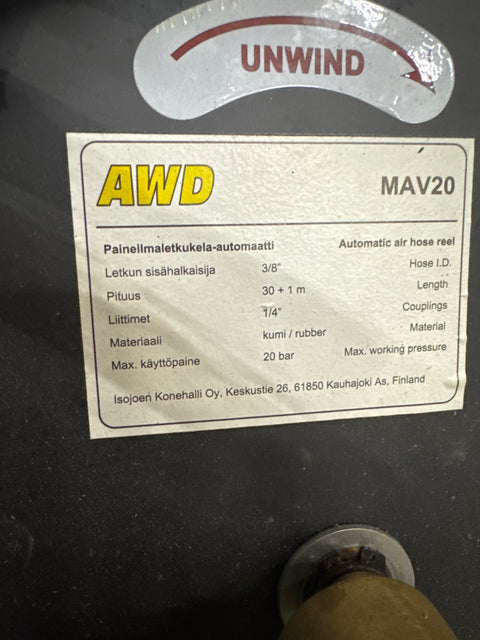 UNWIND
AWD MAV20
Paineilmaletkukela-automaatti Automatic air hose reel
Letkun sisähalkaisija 3/8" Hose I.D.
Pituus 30 + 1 m Length
Liittimet 1/4" Couplings
Materiaali kumi / rubber Material
Max. käyttöpaine 20 bar Max. working pressure
Isojoen Konehalli Oy, Keskustie 26, 61850 Kauhajoki As, Finland